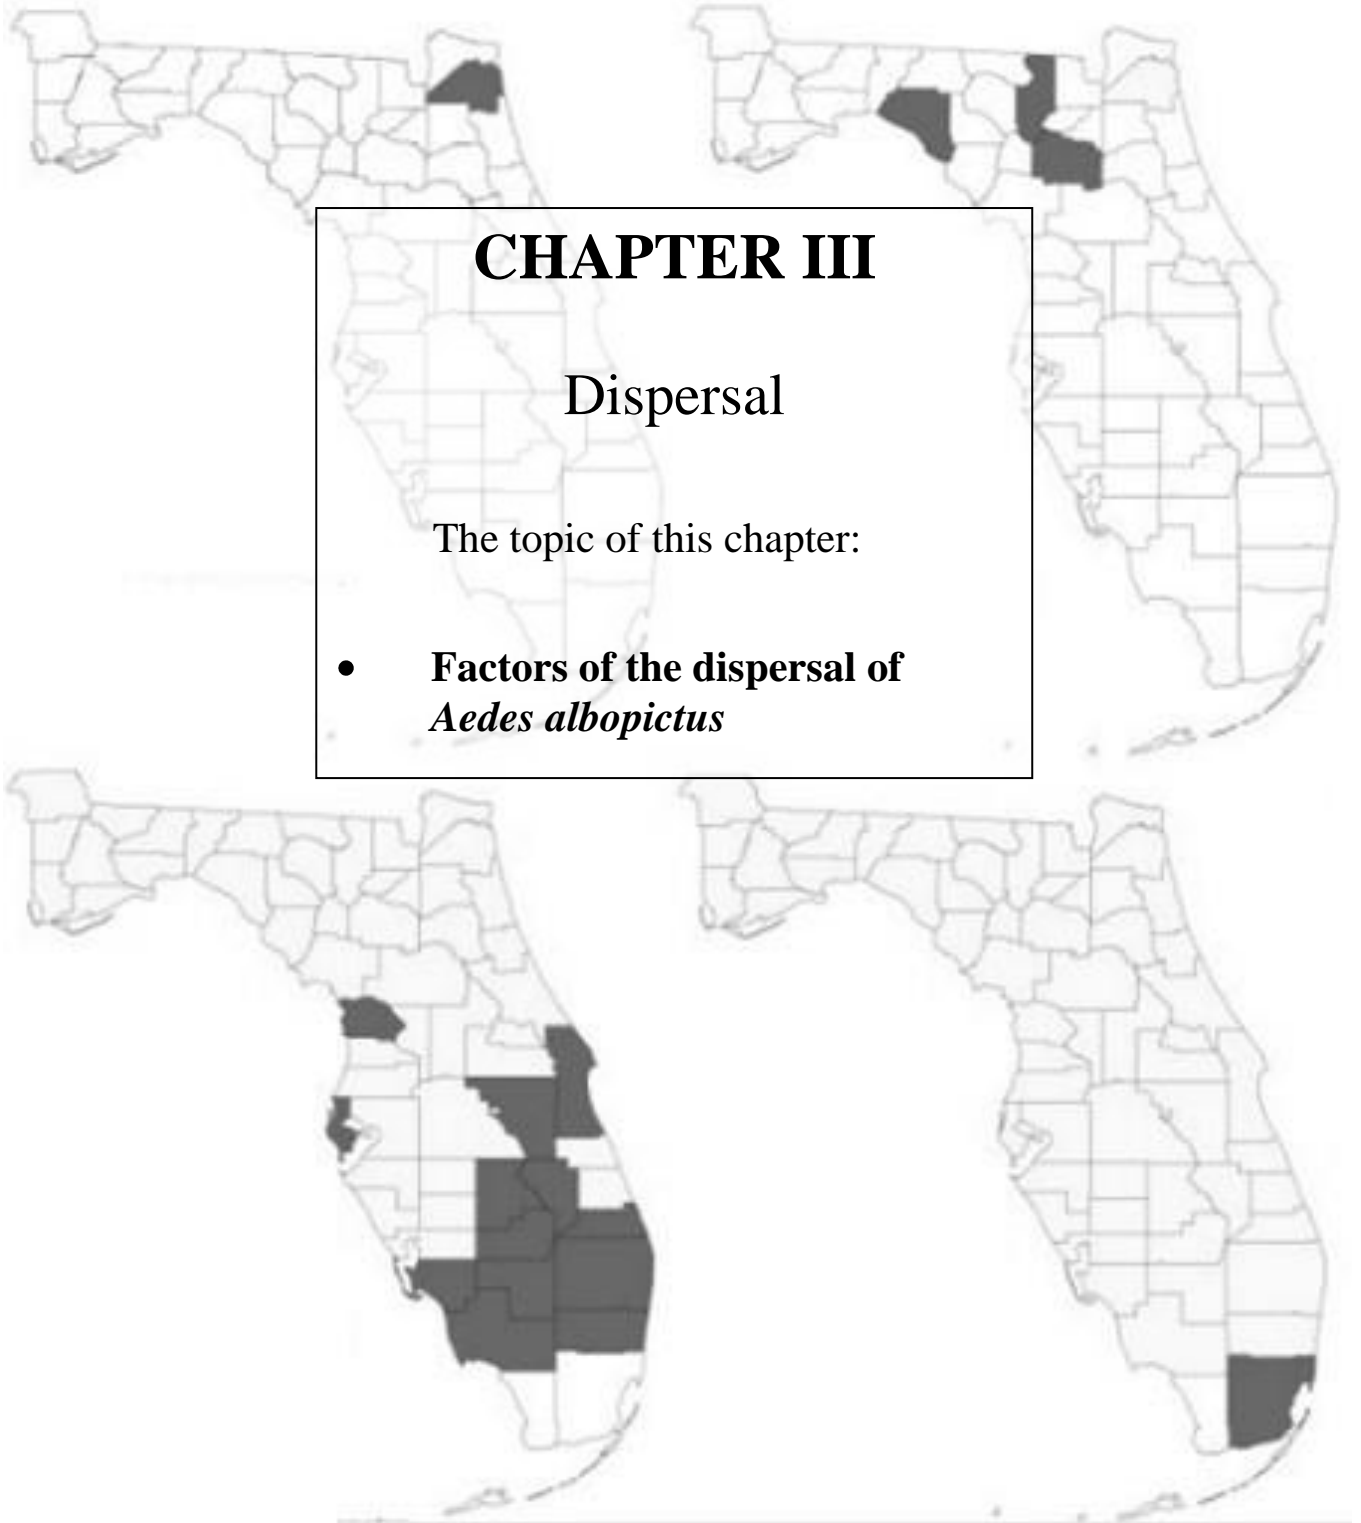 CHAPTER III
Dispersal
The topic of this chapter:
• Factors of the dispersal of
Aedes albopictus